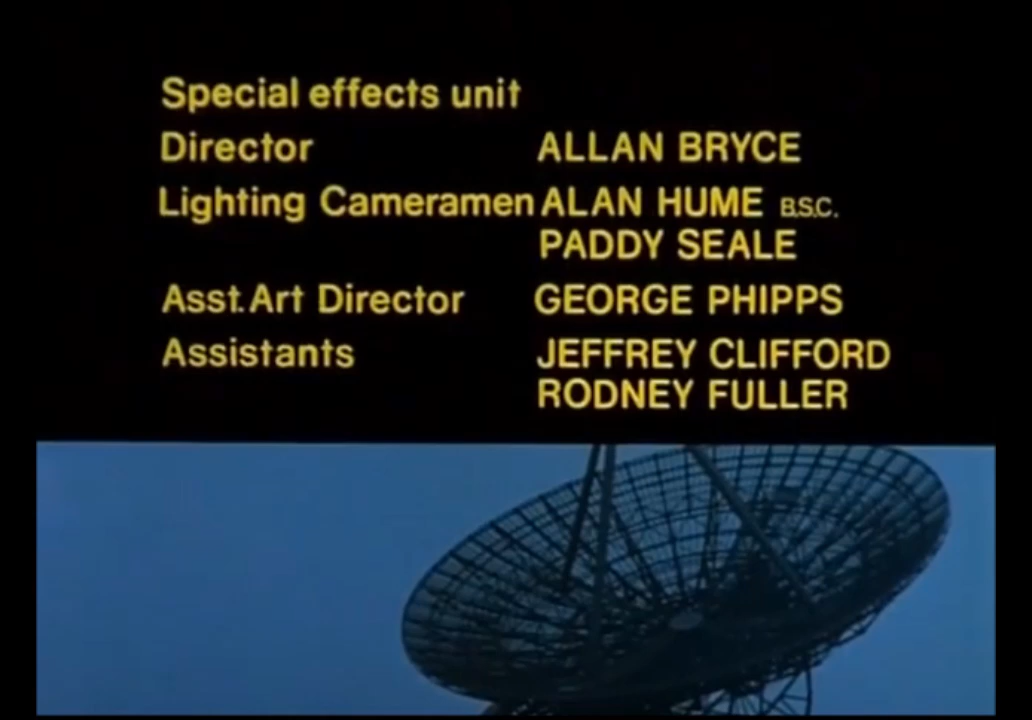 Special effects unit
Director ALLAN BRYCE
Lighting Cameramen ALAN HUME B.S.C.
PADDY SEALE
Asst. Art Director GEORGE PHIPPS
Assistants JEFFREY CLIFFORD
RODNEY FULLER